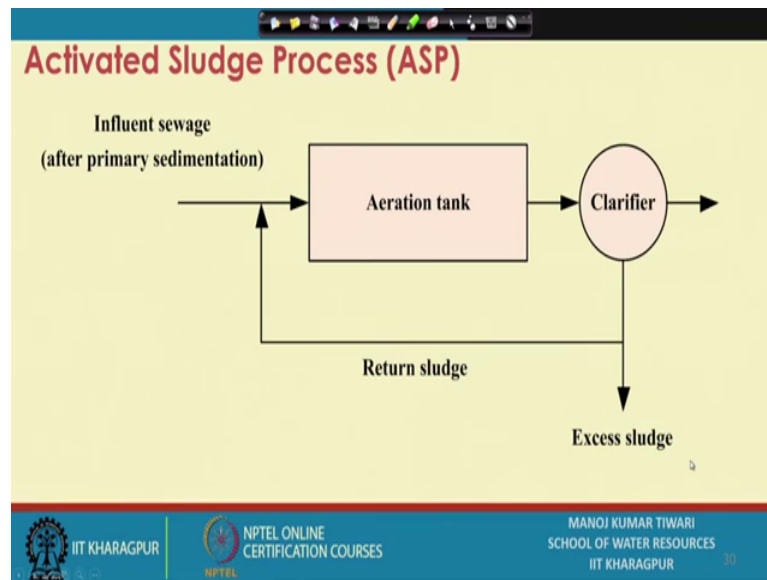 Activated Sludge Process (ASP)
Influent sewage
(after primary sedimentation)
Aeration tank
Clarifier
Return sludge
Excess sludge
IIT KHARAGPUR
NPTEL
NPTEL ONLINE
CERTIFICATION COURSES
MANOJ KUMAR TIWARI
SCHOOL OF WATER RESOURCES
IIT KHARAGPUR
30